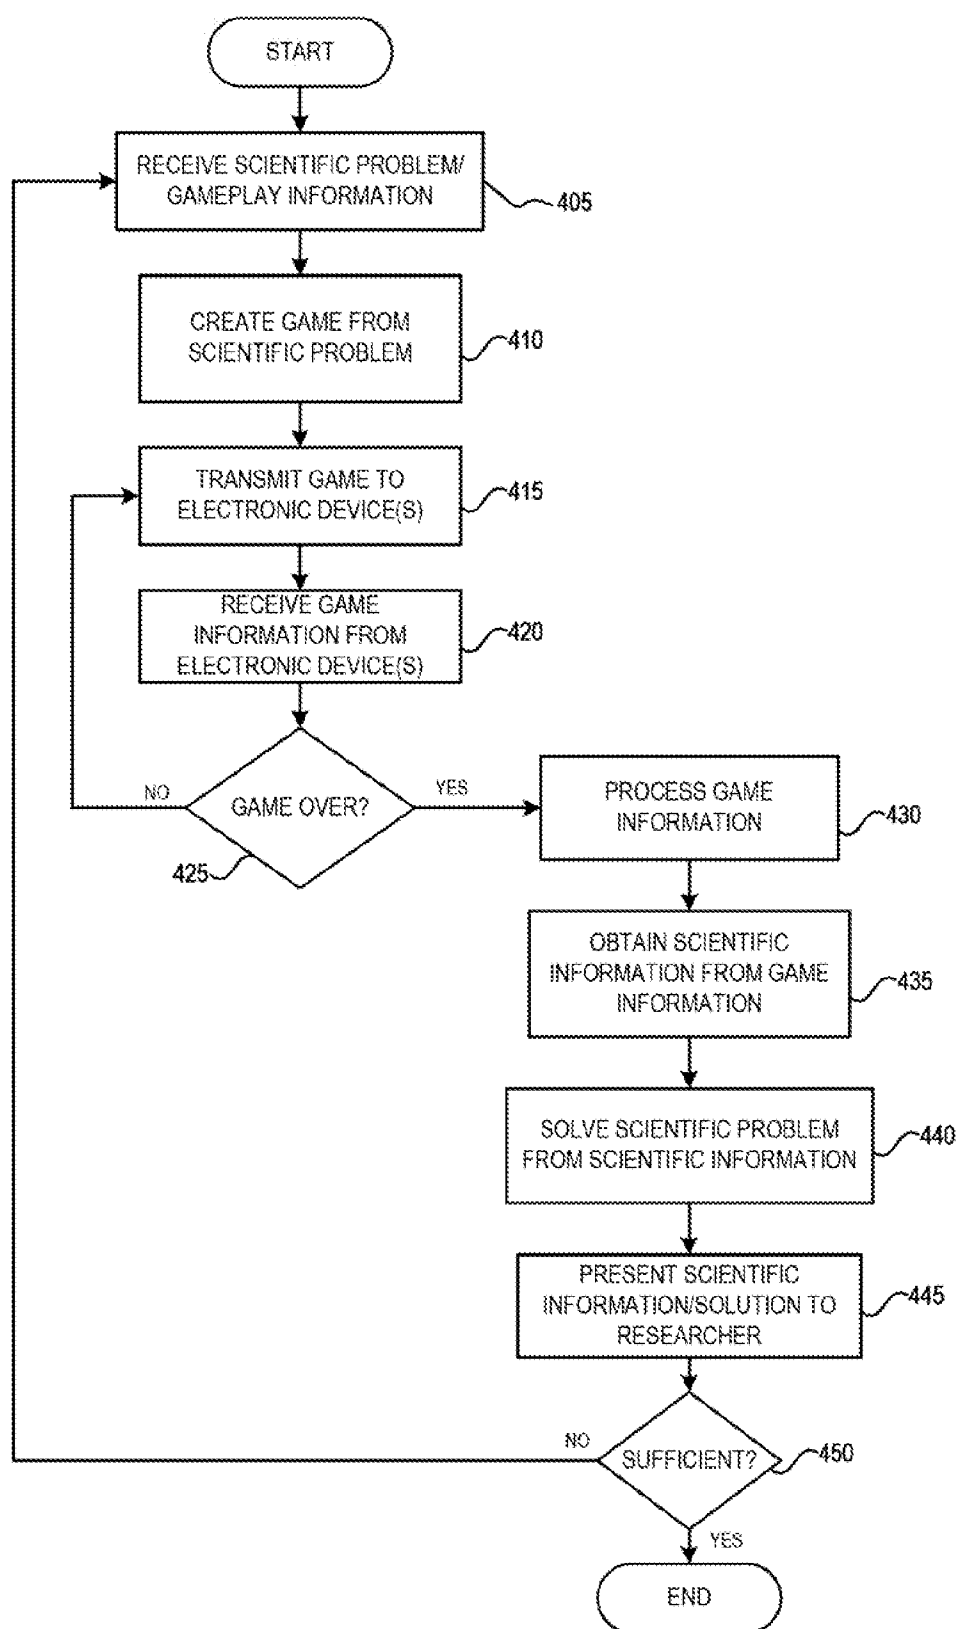 START
RECEIVE SCIENTIFIC PROBLEM/
GAMEPLAY INFORMATION
405
CREATE GAME FROM
SCIENTIFIC PROBLEM
410
TRANSMIT GAME TO
ELECTRONIC DEVICE(S)
415
RECEIVE GAME
INFORMATION FROM
ELECTRONIC DEVICE(S)
420
GAME OVER?
NO
YES
425
PROCESS GAME
INFORMATION
430
OBTAIN SCIENTIFIC
INFORMATION FROM GAME
INFORMATION
435
SOLVE SCIENTIFIC PROBLEM
FROM SCIENTIFIC INFORMATION
440
PRESENT SCIENTIFIC
INFORMATION/SOLUTION TO
RESEARCHER
445
NO
SUFFICIENT?
450
YES
END